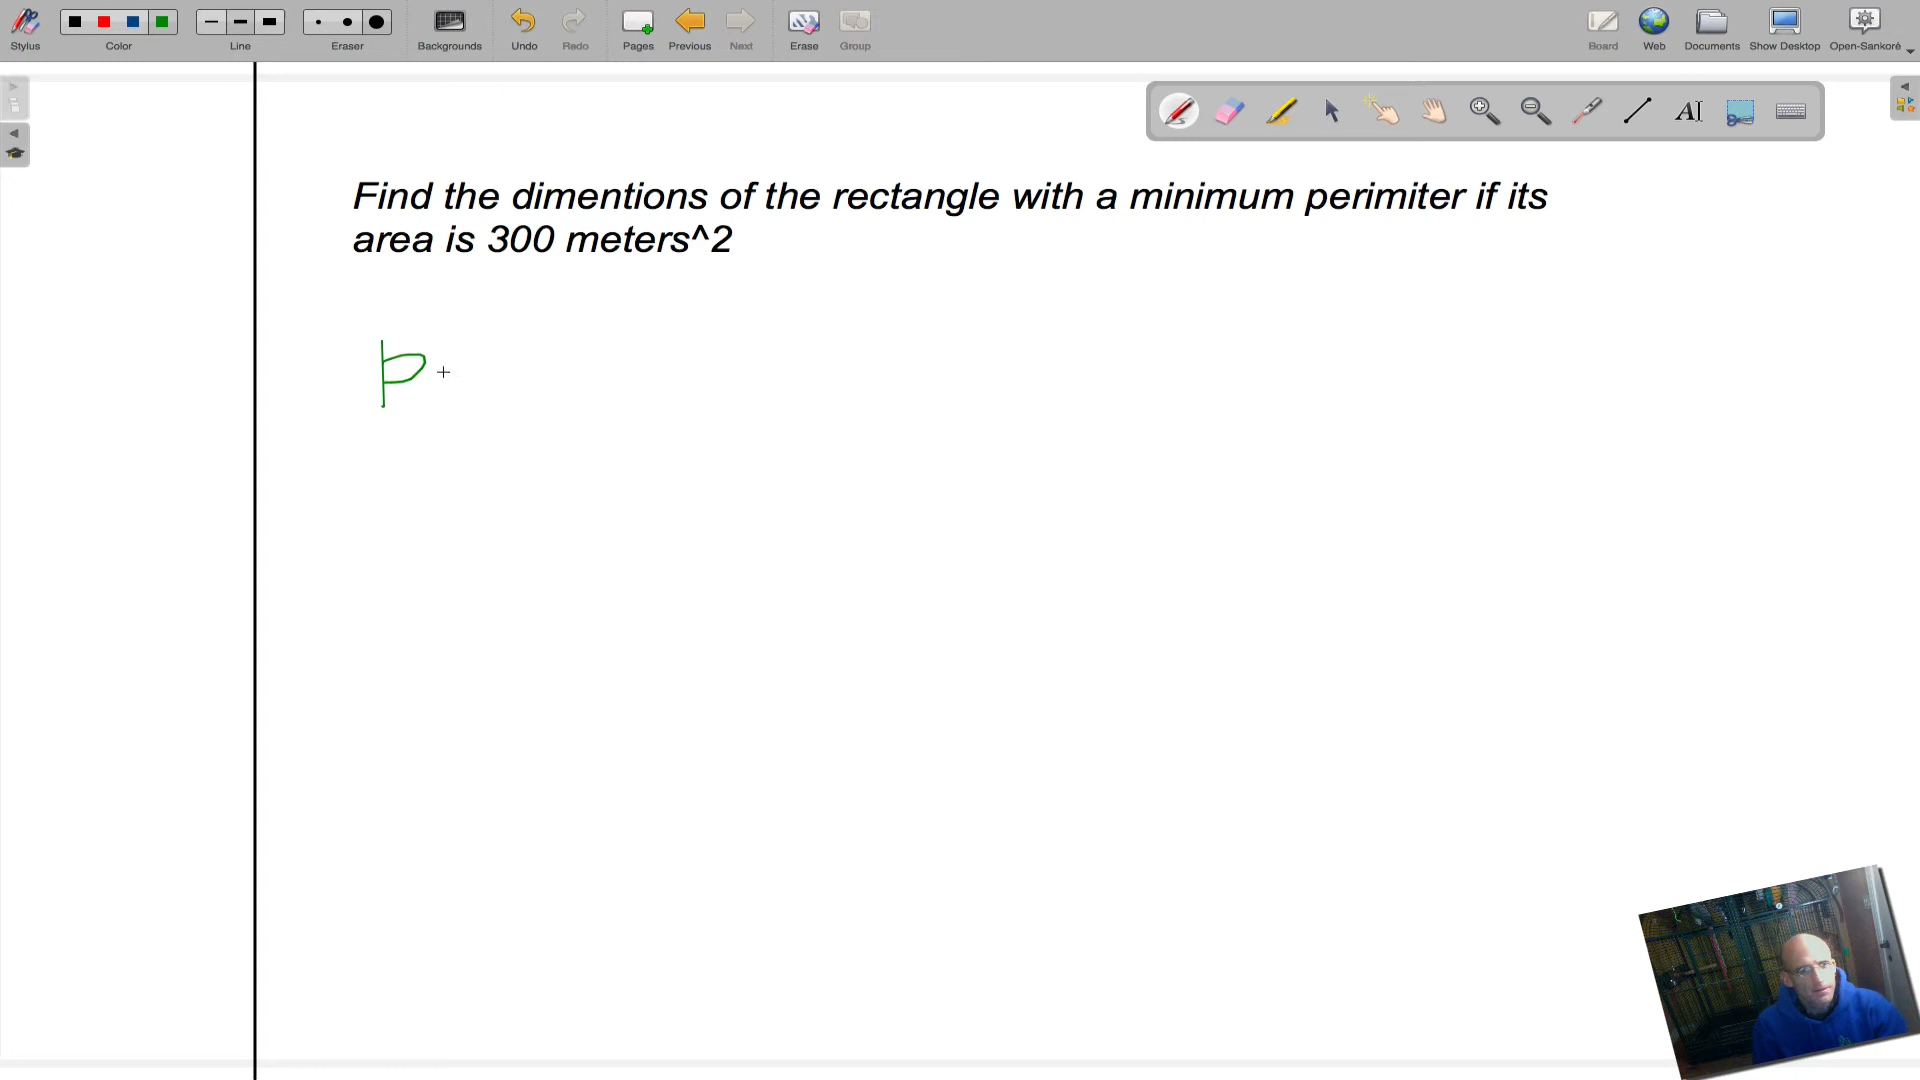 Stylus Color Line Eraser Backgrounds Undo Redo Pages Previous Next Erase Group Board Web Documents Show Desktop Open-Sankoré
AI
Find the dimentions of the rectangle with a minimum perimiter if its
area is 300 meters^2
P